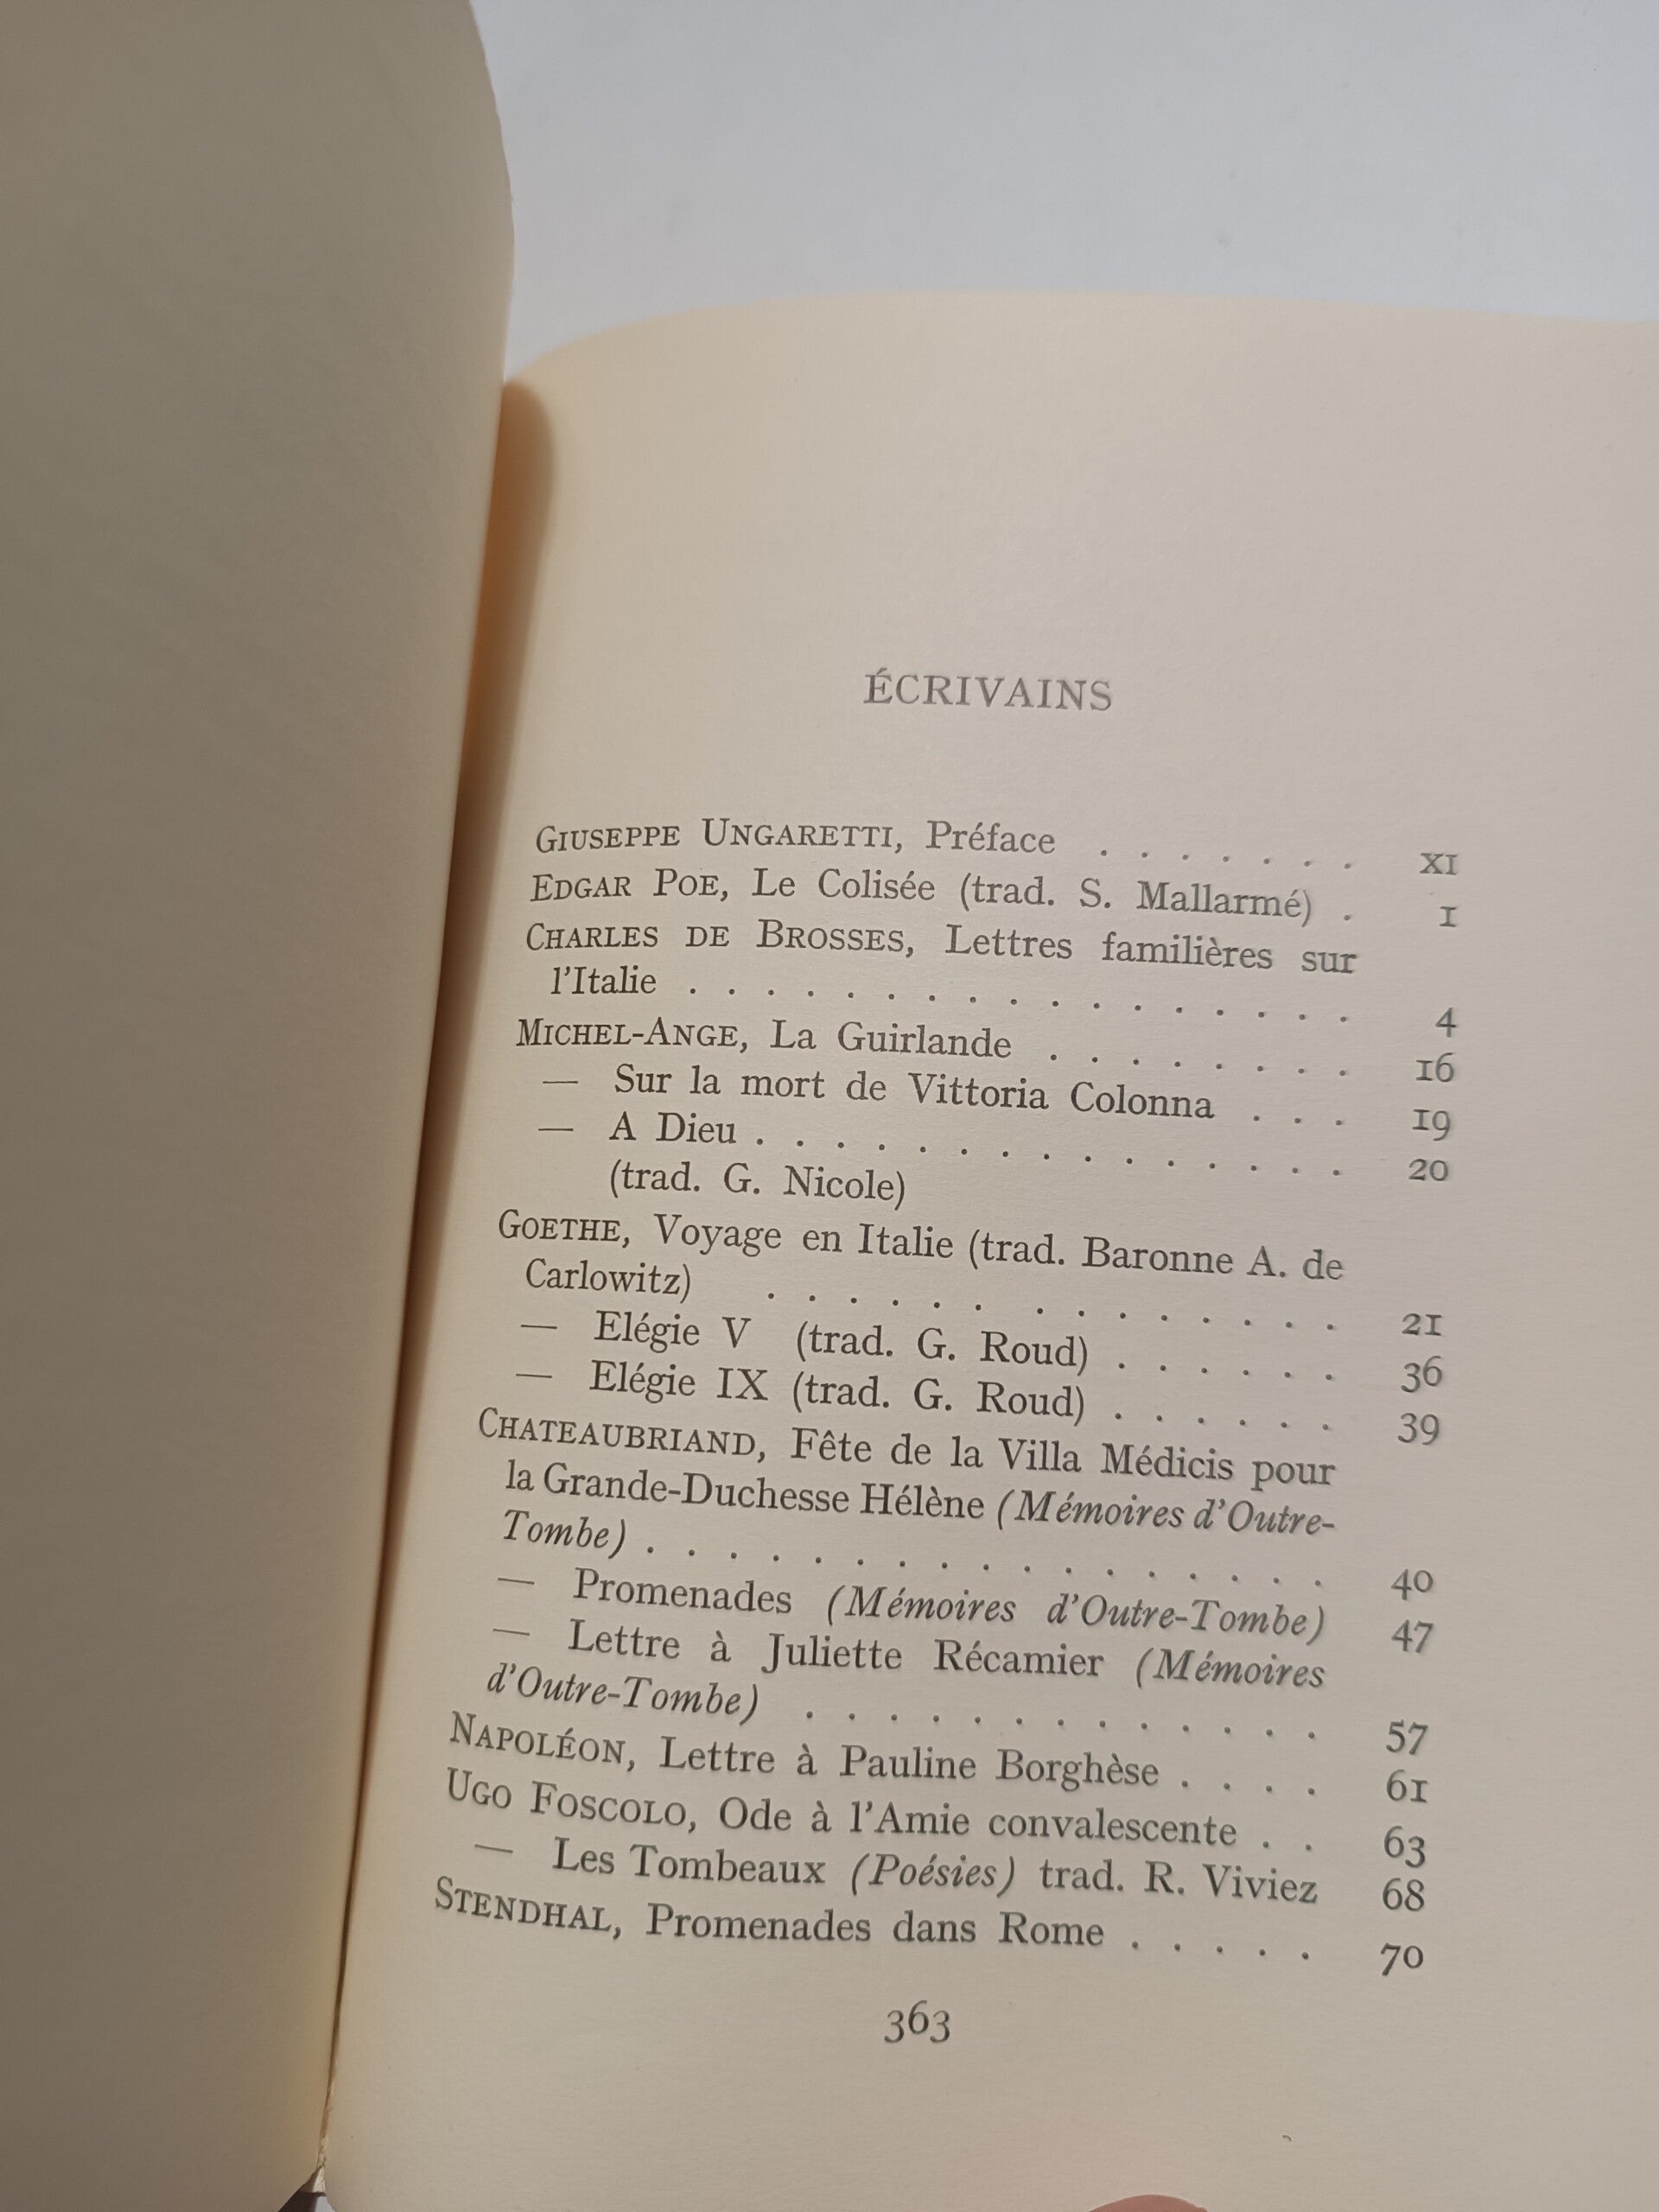 ÉCRIVAINS
GIUSEPPE UNGARETTI, Préface . . . . . . . XI
EDGAR POE, Le Colisée (trad. S. Mallarmé) . I
CHARLES DE BROSSES, Lettres familières sur
l'Italie . . . . . . . . . . . . . . . . . 4
MICHEL-ANGE, La Guirlande . . . . . . . . 16
— Sur la mort de Vittoria Colonna . . . 19
— A Dieu . . . . . . . . . . . . . . . 20
(trad. G. Nicole)
GOETHE, Voyage en Italie (trad. Baronne A. de
Carlowitz) . . . . . . . . . . . . . . 21
— Elégie V (trad. G. Roud) . . . . . . 36
— Elégie IX (trad. G. Roud) . . . . . . 39
CHATEAUBRIAND, Fête de la Villa Médicis pour
la Grande-Duchesse Hélène (Mémoires d'Outre-
Tombe) . . . . . . . . . . . . . . . . . 40
— Promenades (Mémoires d'Outre-Tombe) 47
— Lettre à Juliette Récamier (Mémoires
d'Outre-Tombe) . . . . . . . . . . . . . 57
NAPOLÉON, Lettre à Pauline Borghèse . . . . 61
UGO FOSCOLO, Ode à l'Amie convalescente . . 63
— Les Tombeaux (Poésies) trad. R. Viviez 68
STENDHAL, Promenades dans Rome . . . . . 70
363